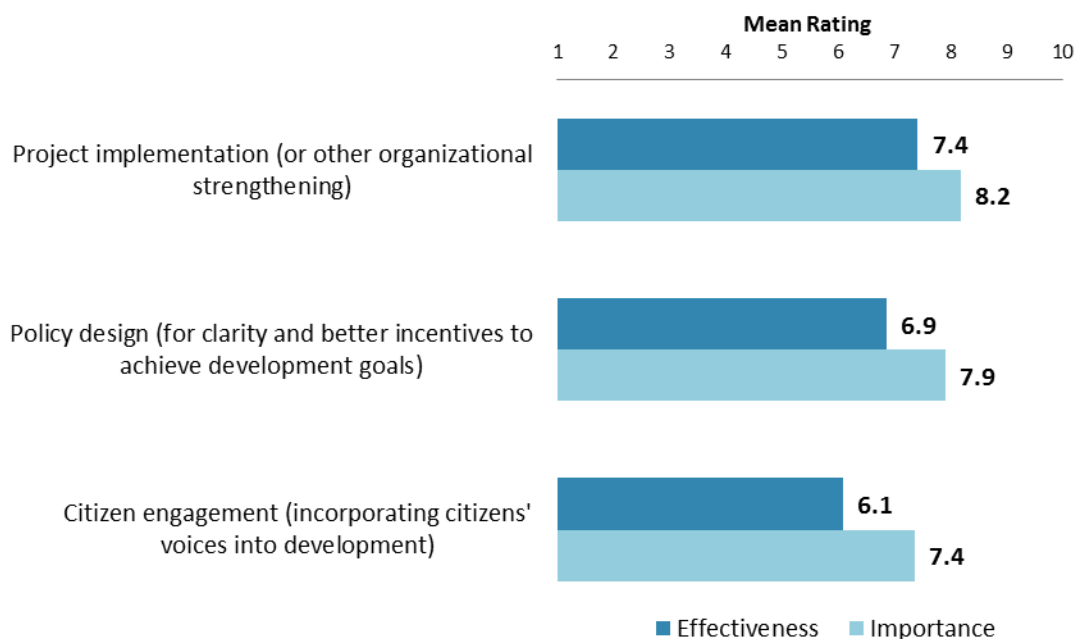 Mean Rating
1 2 3 4 5 6 7 8 9 10
Project implementation (or other organizational
strengthening)
7.4
8.2
Policy design (for clarity and better incentives to
achieve development goals)
6.9
7.9
Citizen engagement (incorporating citizens'
voices into development)
6.1
7.4
Effectiveness Importance